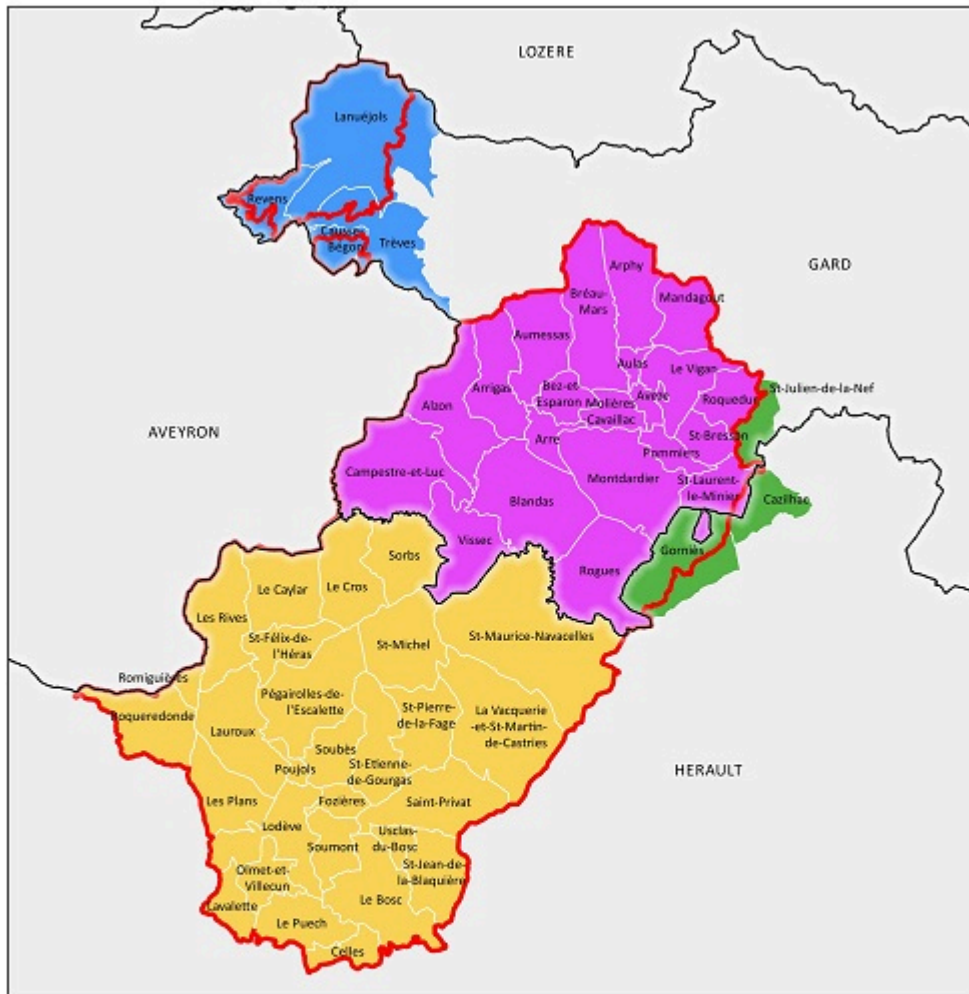 LOZERE
Lanuéjols
Revens
Causse-
Bégon
Trèves
GARD
Arphy
Bréau-
Mars
Mandagout
Aumessas
Aulas
Le Vigan
St-Julien-de-la-Nef
Arrigas
Bez-et-
Esparon
Molières
Cavaillac
Avèze
Roquedur
Alzon
AVEYRON
Arre
St-Bresson
Pommiers
Campestre-et-Luc
Montdardier
St-Laurent-
le-Minier
Cazilhac
Blandas
Vissec
Gorniès
Rogues
Sorbs
Le Caylar
Le Cros
Les Rives
St-Félix-de-
l'Héras
St-Michel
St-Maurice-Navacelles
Romiguières
Roqueredonde
Pégairolles-de-
l'Escalette
St-Pierre-
de-la-Fage
La Vacquerie
-et-St-Martin-
de-Castries
Lauroux
Soubès
Poujols
St-Etienne-
de-Gourgas
HERAULT
Les Plans
Fozières
Saint-Privat
Lodève
Soumont
Usclas-
du-Bosc
Olmet-et-
Villecun
St-Jean-de-
la-Blaquière
Lavalette
Le Bosc
Le Puech
Celles